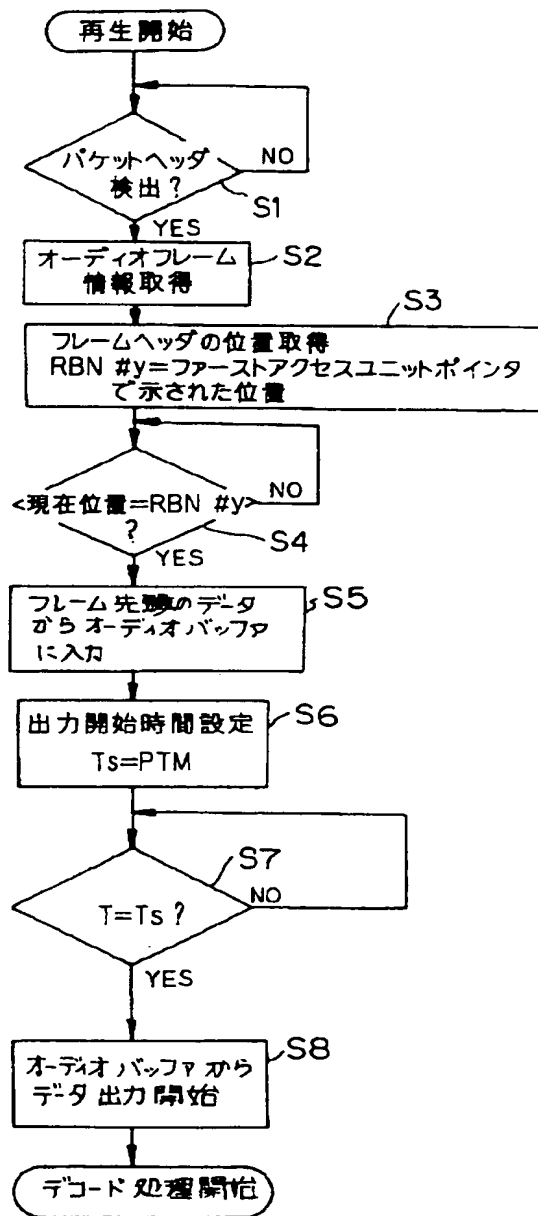 再生開始
パケットヘッダ
検出?
NO
S1
YES
オーディオフレーム
情報取得
S2
S3
フレームヘッダの位置取得
RBN #y=ファーストアクセスユニットポインタ
で示された位置
<現在位置=RBN #y>
?
NO
S4
YES
フレーム先頭のデータ
からオーディオバッファ
に入力
S5
出力開始時間設定
Ts=PTM
S6
S7
T=Ts?
NO
YES
オーディオバッファから
データ出力開始
S8
デコード処理開始